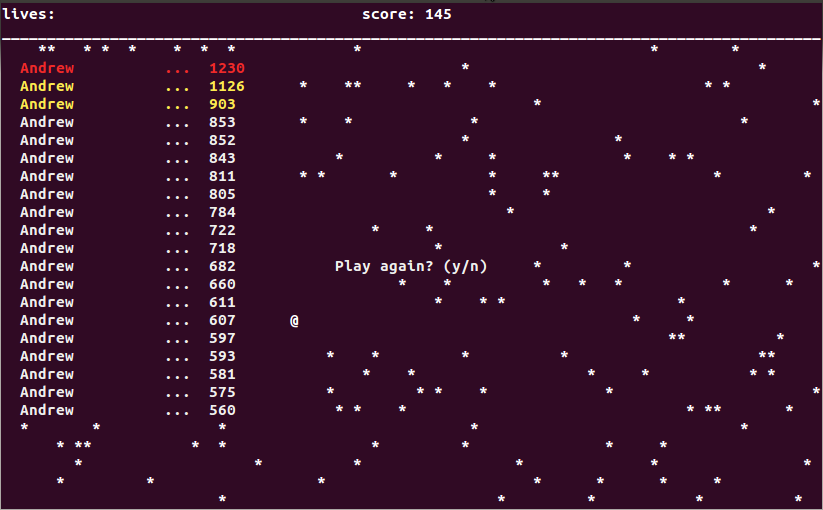 lives: score: 145
Andrew ... 1230
Andrew ... 1126
Andrew ... 903
Andrew ... 853
Andrew ... 852
Andrew ... 843
Andrew ... 811
Andrew ... 805
Andrew ... 784
Andrew ... 722
Andrew ... 718
Andrew ... 682 Play again? (y/n)
Andrew ... 660
Andrew ... 611
Andrew ... 607 @
Andrew ... 597
Andrew ... 593
Andrew ... 581
Andrew ... 575
Andrew ... 560